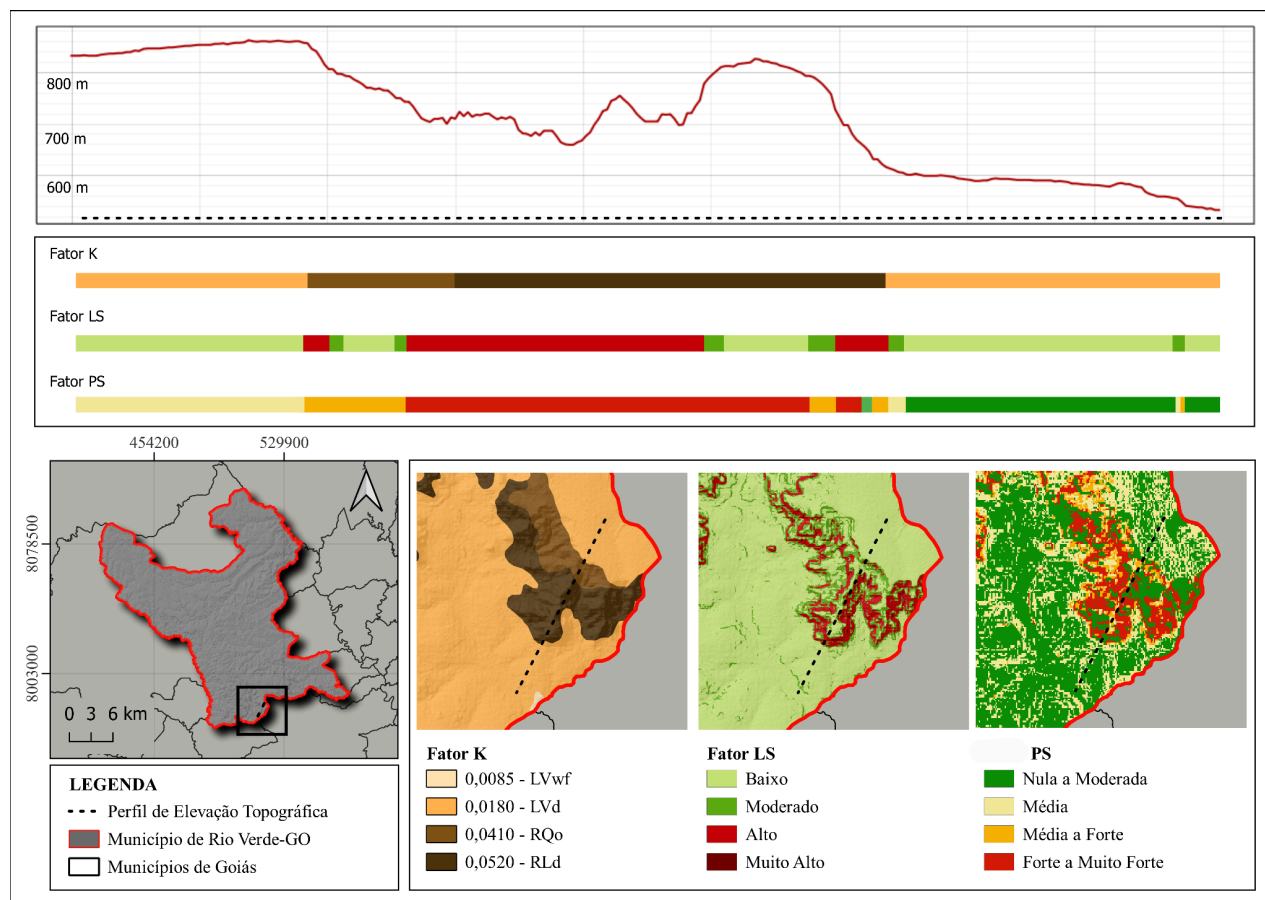 800 m
700 m
600 m
Fator K
Fator LS
Fator PS
454200 529900
8078500
8003000
0 3 6 km
LEGENDA
Perfil de Elevação Topográfica
Município de Rio Verde-GO
Municípios de Goiás
Fator K
0,0085 - LVwf
0,0180 - LVd
0,0410 - RQo
0,0520 - RLd
Fator LS
Baixo
Moderado
Alto
Muito Alto
PS
Nula a Moderada
Média
Média a Forte
Forte a Muito Forte